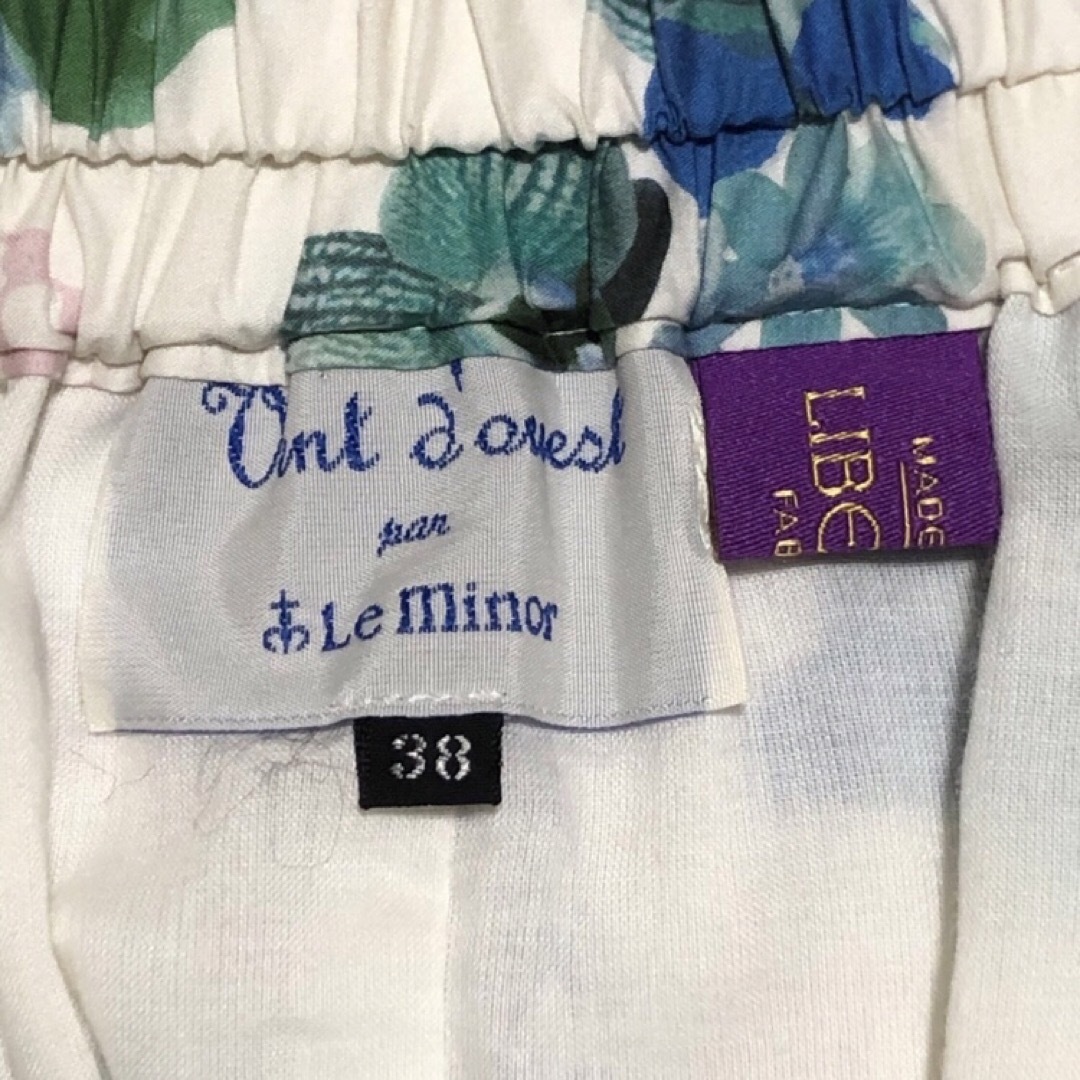 Vent d'ouest
par
Le minor
38
LIBE
MADE
FAB